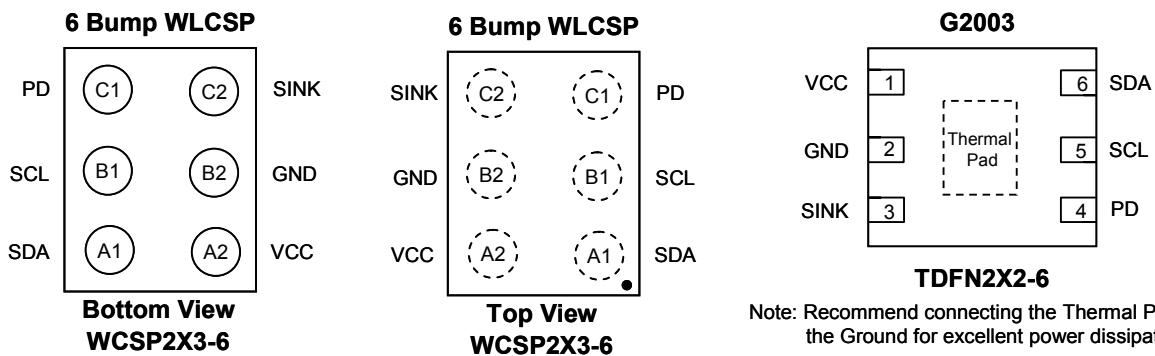 6 Bump WLCSP
PD C1 C2 SINK
SCL B1 B2 GND
SDA A1 A2 VCC
Bottom View
WCSP2X3-6
6 Bump WLCSP
SINK C2 C1 PD
GND B2 B1 SCL
VCC A2 A1 SDA
Top View
WCSP2X3-6
G2003
VCC 1 6 SDA
GND 2 Thermal Pad 5 SCL
SINK 3 4 PD
TDFN2X2-6
Note: Recommend connecting the Thermal
the Ground for excellent power